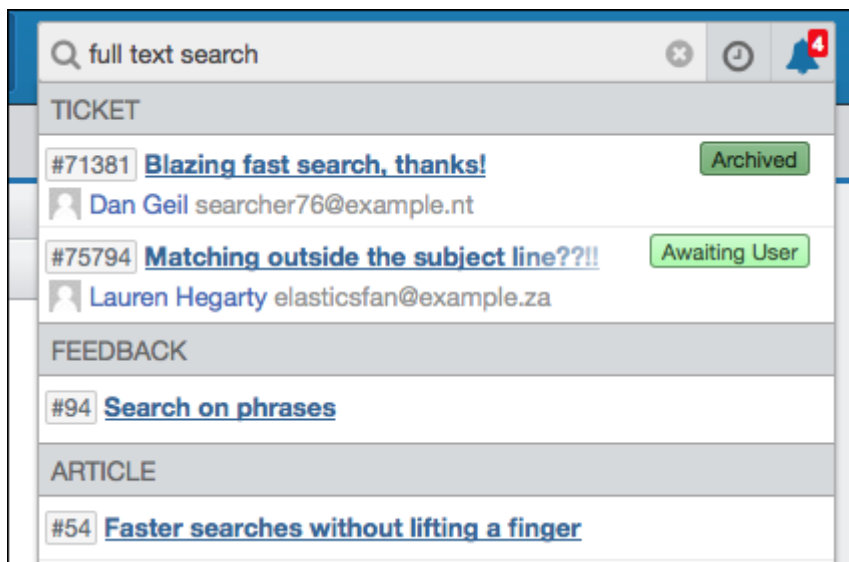 full text search
4
TICKET
#71381 Blazing fast search, thanks! Archived
Dan Geil searcher76@example.nt
#75794 Matching outside the subject line??!! Awaiting User
Lauren Hegarty elasticsfan@example.za
FEEDBACK
#94 Search on phrases
ARTICLE
#54 Faster searches without lifting a finger